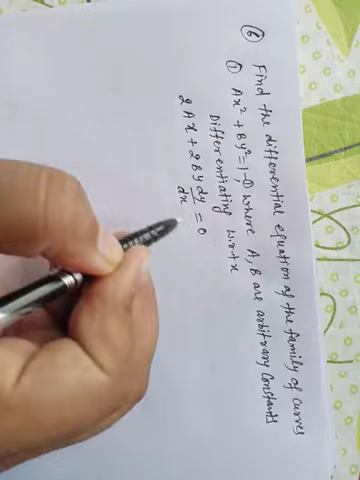 ⑥ Find the differential equation of the family of curves
① Ax² + By² = 1 -① where A, B are arbitrary constants
Differentiating w.r.t x
2Ax + 2By dy/dx = 0